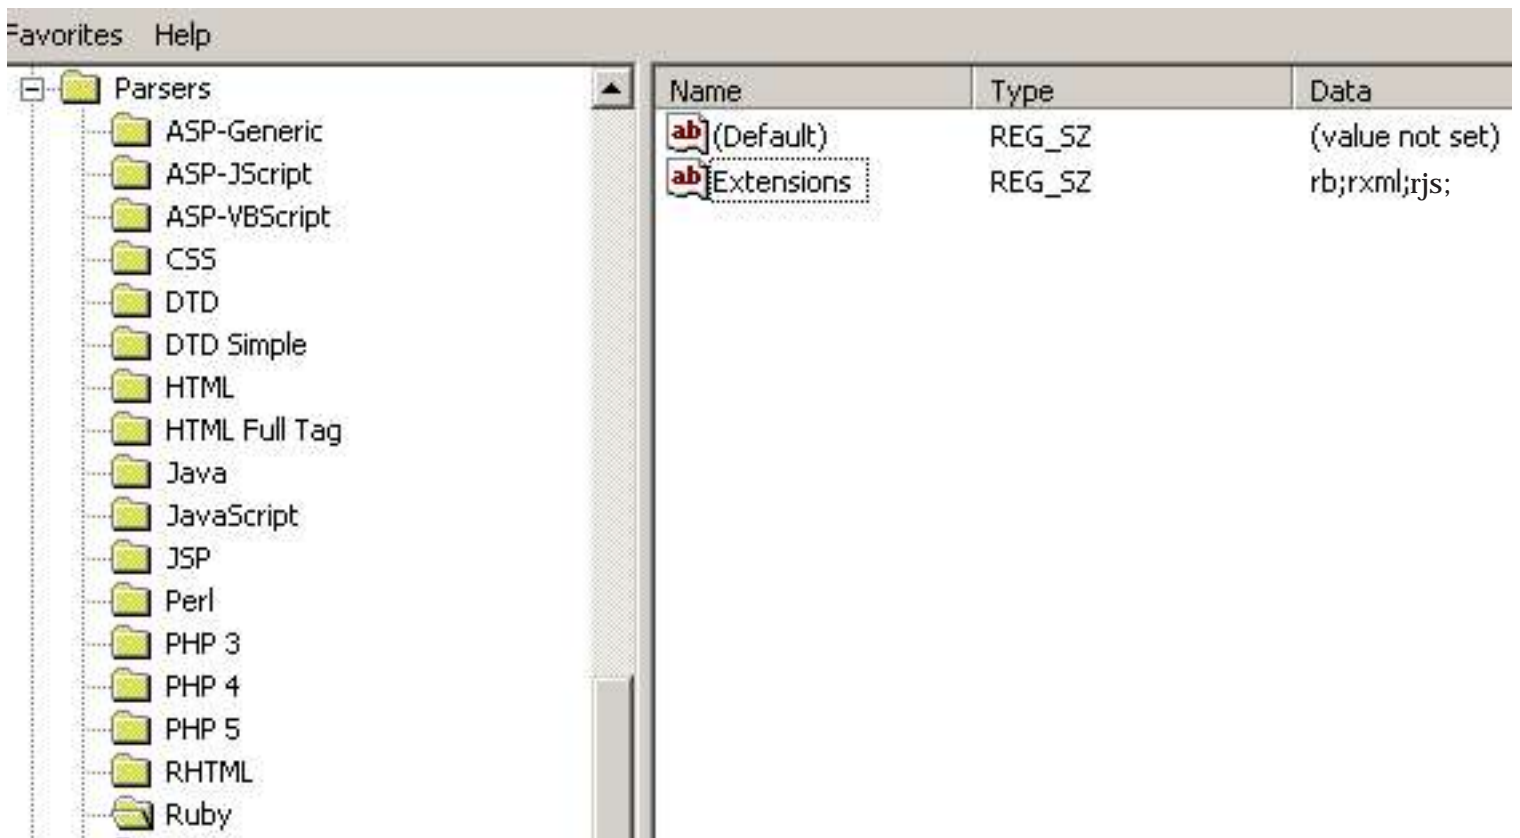 Favorites Help
Parsers
ASP-Generic
ASP-JScript
ASP-VBScript
CSS
DTD
DTD Simple
HTML
HTML Full Tag
Java
JavaScript
JSP
Perl
PHP 3
PHP 4
PHP 5
RHTML
Ruby
Name Type Data
ab (Default) REG_SZ (value not set)
ab Extensions REG_SZ rb;rxml;rjs;